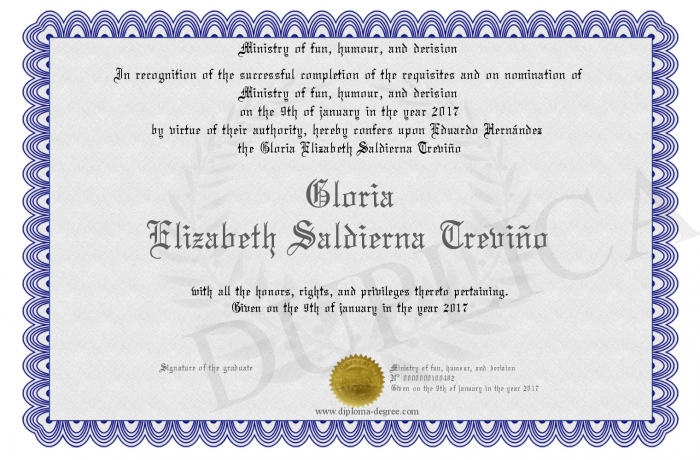 Ministry of fun, humour, and derision
In recognition of the successful completion of the requisites and on nomination of
Ministry of fun, humour, and derision
on the 9th of january in the year 2017
by virtue of their authority, hereby confers upon Eduardo Hernández
the Gloria Elizabeth Saldierna Treviño
Gloria
Elizabeth Saldierna Treviño
with all the honors, rights, and privileges thereto pertaining.
Given on the 9th of january in the year 2017
DUPLICA
Signature of the graduate
Ministry of fun, humour, and derision
N° 0000000100482
Given on the 9th of january in the year 2017
www.diploma-degree.com